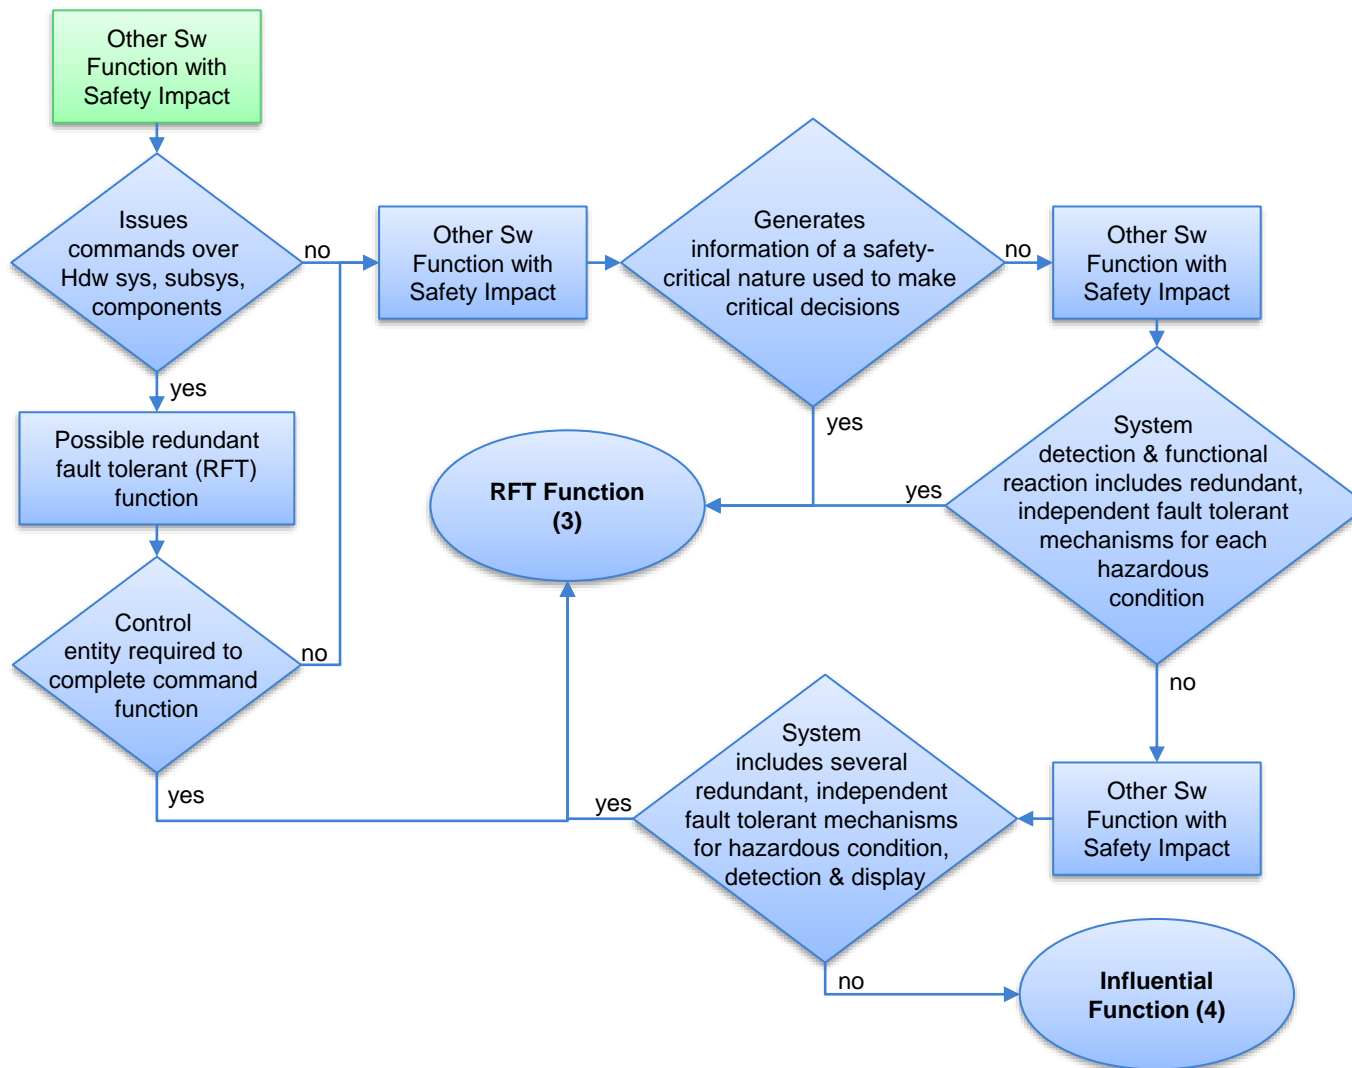 Other Sw
Function with
Safety Impact
Issues
commands over
Hdw sys, subsys,
components
no
yes
Possible redundant
fault tolerant (RFT)
function
Control
entity required to
complete command
function
no
yes
Other Sw
Function with
Safety Impact
Generates
information of a safety-
critical nature used to make
critical decisions
no
yes
Other Sw
Function with
Safety Impact
System
detection & functional
reaction includes redundant,
independent fault tolerant
mechanisms for each
hazardous
condition
yes
no
RFT Function
(3)
Other Sw
Function with
Safety Impact
System
includes several
redundant, independent
fault tolerant mechanisms
for hazardous condition,
detection & display
yes
no
Influential
Function (4)